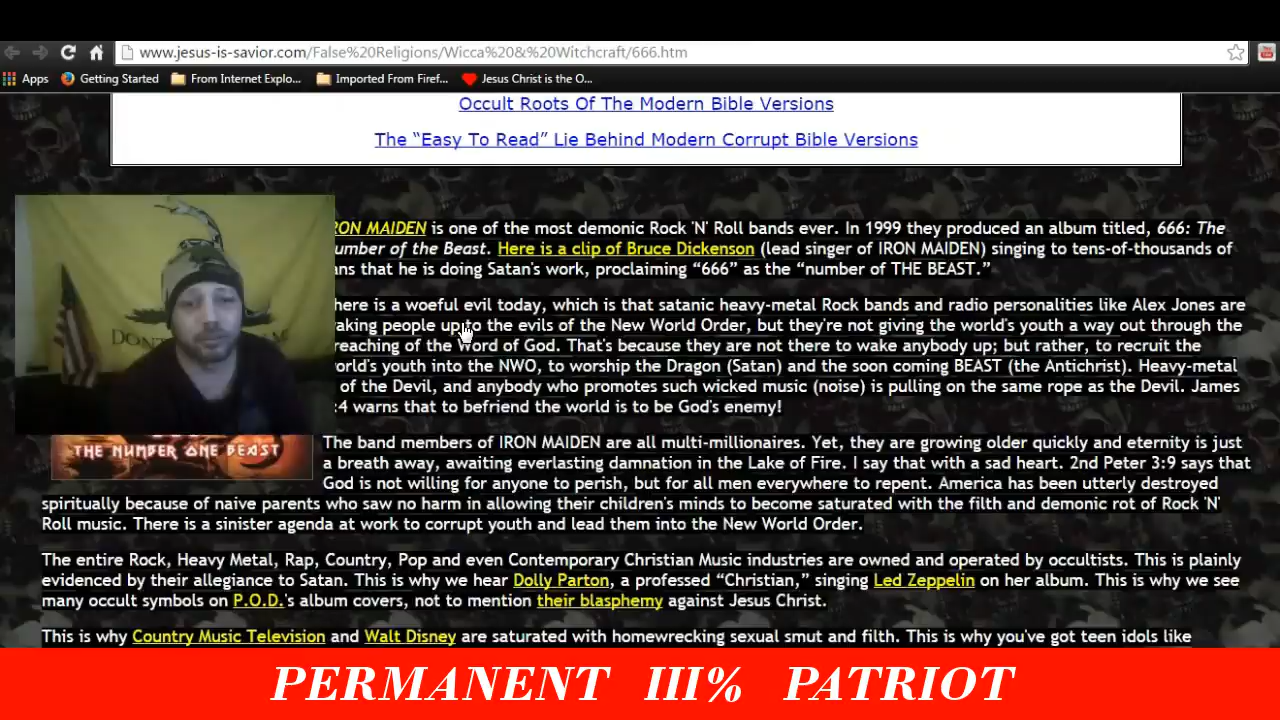 www.jesus-is-savior.com/False%20Religions/Wicca%20&%20Witchcraft/666.htm
Apps Getting Started From Internet Explo... Imported From Firef... Jesus Christ is the O...
Occult Roots Of The Modern Bible Versions
The “Easy To Read” Lie Behind Modern Corrupt Bible Versions
RON MAIDEN is one of the most demonic Rock 'N' Roll bands ever. In 1999 they produced an album titled, 666: The
umber of the Beast. Here is a clip of Bruce Dickenson (lead singer of IRON MAIDEN) singing to tens-of-thousands of
ans that he is doing Satan's work, proclaiming “666” as the “number of THE BEAST.”
here is a woeful evil today, which is that satanic heavy-metal Rock bands and radio personalities like Alex Jones are
aking people up to the evils of the New World Order, but they're not giving the world's youth a way out through the
reaching of the Word of God. That's because they are not there to wake anybody up; but rather, to recruit the
orld's youth into the NWO, to worship the Dragon (Satan) and the soon coming BEAST (the Antichrist). Heavy-metal
of the Devil, and anybody who promotes such wicked music (noise) is pulling on the same rope as the Devil. James
:4 warns that to befriend the world is to be God's enemy!
THE NUMBER ONE BEAST
The band members of IRON MAIDEN are all multi-millionaires. Yet, they are growing older quickly and eternity is just
a breath away, awaiting everlasting damnation in the Lake of Fire. I say that with a sad heart. 2nd Peter 3:9 says that
God is not willing for anyone to perish, but for all men everywhere to repent. America has been utterly destroyed
spiritually because of naive parents who saw no harm in allowing their children's minds to become saturated with the filth and demonic rot of Rock 'N'
Roll music. There is a sinister agenda at work to corrupt youth and lead them into the New World Order.
The entire Rock, Heavy Metal, Rap, Country, Pop and even Contemporary Christian Music industries are owned and operated by occultists. This is plainly
evidenced by their allegiance to Satan. This is why we hear Dolly Parton, a professed “Christian,” singing Led Zeppelin on her album. This is why we see
many occult symbols on P.O.D.'s album covers, not to mention their blasphemy against Jesus Christ.
This is why Country Music Television and Walt Disney are saturated with homewrecking sexual smut and filth. This is why you've got teen idols like
PERMANENT III% PATRIOT